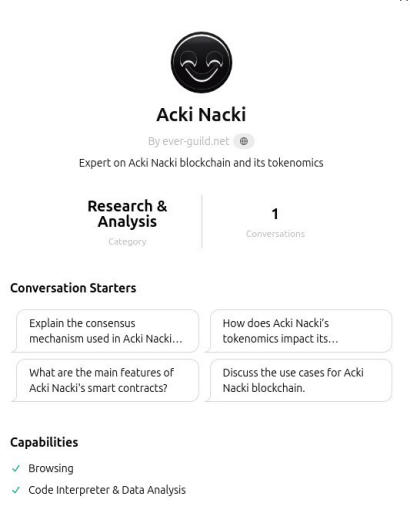 Acki Nacki
By ever-guild.net
Expert on Acki Nacki blockchain and its tokenomics
Research &
Analysis
Category
1
Conversations
Conversation Starters
Explain the consensus
mechanism used in Acki Nacki…
How does Acki Nacki’s
tokenomics impact its…
What are the main features of
Acki Nacki's smart contracts?
Discuss the use cases for Acki
Nacki blockchain.
Capabilities
Browsing
Code Interpreter & Data Analysis